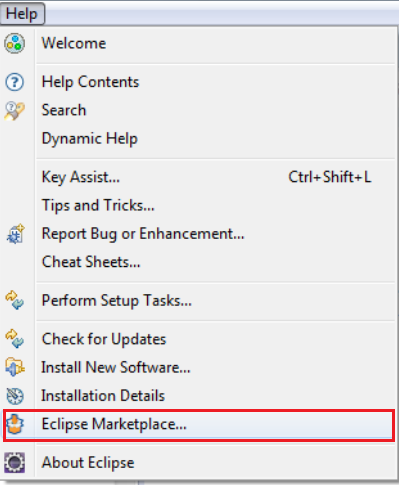 Help
Welcome
Help Contents
Search
Dynamic Help
Key Assist... Ctrl+Shift+L
Tips and Tricks...
Report Bug or Enhancement...
Cheat Sheets...
Perform Setup Tasks...
Check for Updates
Install New Software...
Installation Details
Eclipse Marketplace...
About Eclipse